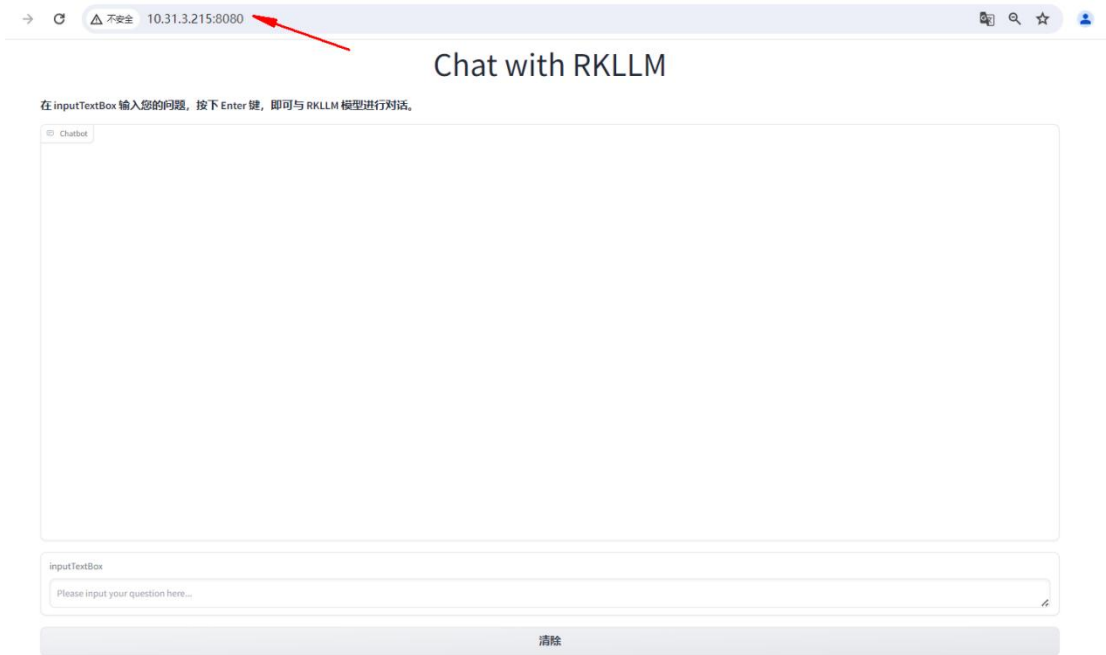 不安全 10.31.3.215:8080
Chat with RKLLM
在 inputTextBox 输入您的问题，按下 Enter 键，即可与 RKLLM 模型进行对话。
Chatbot
inputTextBox
Please input your question here...
清除